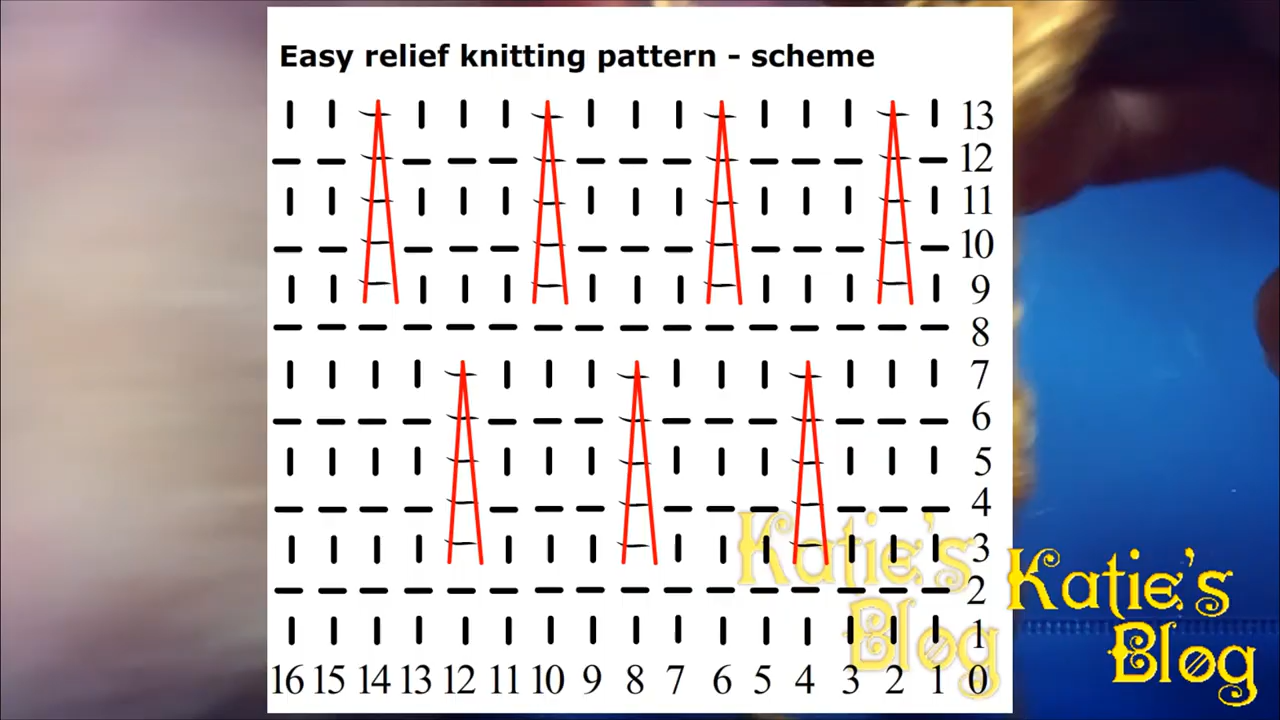 Easy relief knitting pattern - scheme
13
12
11
10
9
8
7
6
5
4
3
2
1
16 15 14 13 12 11 10 9 8 7 6 5 4 3 2 1 0
Katie's
Blog
Katie's
Blog